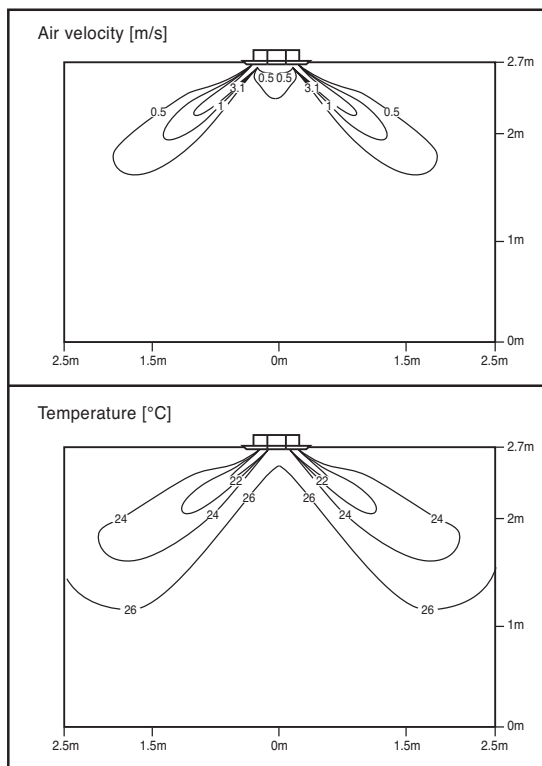 Air velocity [m/s]
2.7m
0.5 0.5
3.1 3.1
0.5 1 1 0.5
2m
1m
0m
2.5m 1.5m 0m 1.5m 2.5m
Temperature [°C]
2.7m
22 22
26 26
24 24 24 24
2m
26 26
1m
0m
2.5m 1.5m 0m 1.5m 2.5m